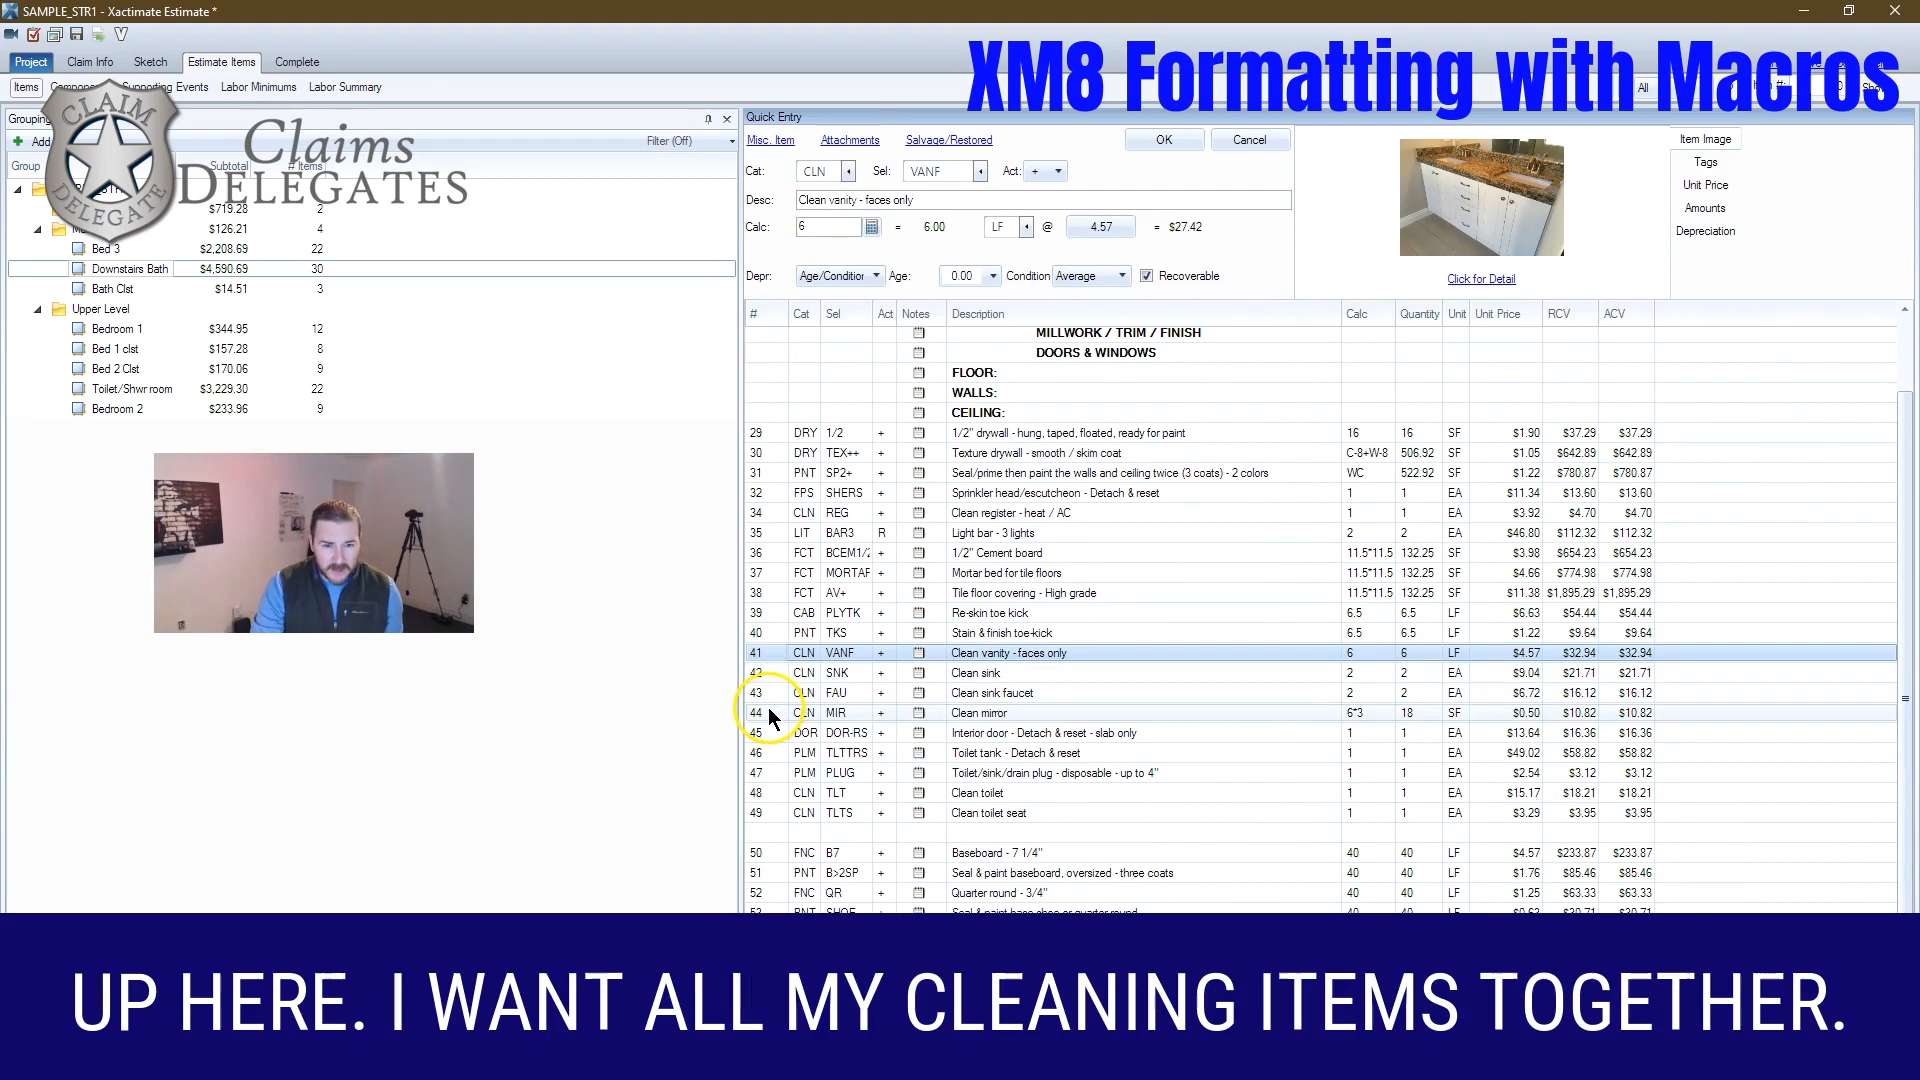 SAMPLE_STR1 - Xactimate Estimate *
XM8 Formatting with Macros
Project Claim Info Sketch Estimate Items Complete
Items Supporting Events Labor Minimums Labor Summary All
Grouping Quick Entry
CLAIM DELEGATE
Claims
DELEGATES
Add Filter (Off)
Misc. Item Attachments Salvage/Restored OK Cancel Item Image
Group Subtotal # Items
Cat: CLN Sel: VANF Act: + Tags
Unit Price
Desc: Clean vanity - faces only
$719.28 2
Amounts
$126.21 4
Calc: 6 = 6.00 LF @ 4.57 = $27.42 Depreciation
Bed 3 $2,208.69 22
Downstairs Bath $4,590.69 30
Depr: Age/Condition Age: 0.00 Condition Average Recoverable Click for Detail
Bath Clst $14.51 3
Upper Level
Bedroom 1 $344.95 12
Bed 1 clst $157.28 8
Bed 2 Clst $170.06 9
Toilet/Shwr room $3,229.30 22
Bedroom 2 $233.96 9
# Cat Sel Act Notes Description Calc Quantity Unit Unit Price RCV ACV
MILLWORK / TRIM / FINISH
DOORS & WINDOWS
FLOOR:
WALLS:
CEILING:
29 DRY 1/2 + 1/2" drywall - hung, taped, floated, ready for paint 16 16 SF $1.90 $37.29 $37.29
30 DRY TEX++ + Texture drywall - smooth / skim coat C-8+W-8 506.92 SF $1.05 $642.89 $642.89
31 PNT SP2+ + Seal/prime then paint the walls and ceiling twice (3 coats) - 2 colors WC 522.92 SF $1.22 $780.87 $780.87
32 FPS SHERS + Sprinkler head/escutcheon - Detach & reset 1 1 EA $11.34 $13.60 $13.60
34 CLN REG + Clean register - heat / AC 1 1 EA $3.92 $4.70 $4.70
35 LIT BAR3 R Light bar - 3 lights 2 2 EA $46.80 $112.32 $112.32
36 FCT BCEM1/2 + 1/2" Cement board 11.5*11.5 132.25 SF $3.98 $654.23 $654.23
37 FCT MORTAR + Mortar bed for tile floors 11.5*11.5 132.25 SF $4.66 $774.98 $774.98
38 FCT AV+ + Tile floor covering - High grade 11.5*11.5 132.25 SF $11.38 $1,895.29 $1,895.29
39 CAB PLYTK + Re-skin toe kick 6.5 6.5 LF $6.63 $54.44 $54.44
40 PNT TKS + Stain & finish toe-kick 6.5 6.5 LF $1.22 $9.64 $9.64
41 CLN VANF + Clean vanity - faces only 6 6 LF $4.57 $32.94 $32.94
42 CLN SNK + Clean sink 2 2 EA $9.04 $21.71 $21.71
43 CLN FAU + Clean sink faucet 2 2 EA $6.72 $16.12 $16.12
44 CLN MIR + Clean mirror 6*3 18 SF $0.50 $10.82 $10.82
45 DOR DOR-RS + Interior door - Detach & reset - slab only 1 1 EA $13.64 $16.36 $16.36
46 PLM TLTTRS + Toilet tank - Detach & reset 1 1 EA $49.02 $58.82 $58.82
47 PLM PLUG + Toilet/sink/drain plug - disposable - up to 4" 1 1 EA $2.54 $3.12 $3.12
48 CLN TLT + Clean toilet 1 1 EA $15.17 $18.21 $18.21
49 CLN TLTS + Clean toilet seat 1 1 EA $3.29 $3.95 $3.95
50 FNC B7 + Baseboard - 7 1/4" 40 40 LF $4.57 $233.87 $233.87
51 PNT B>2SP + Seal & paint baseboard, oversized - three coats 40 40 LF $1.76 $85.46 $85.46
52 FNC QR + Quarter round - 3/4" 40 40 LF $1.25 $63.33 $63.33
UP HERE. I WANT ALL MY CLEANING ITEMS TOGETHER.